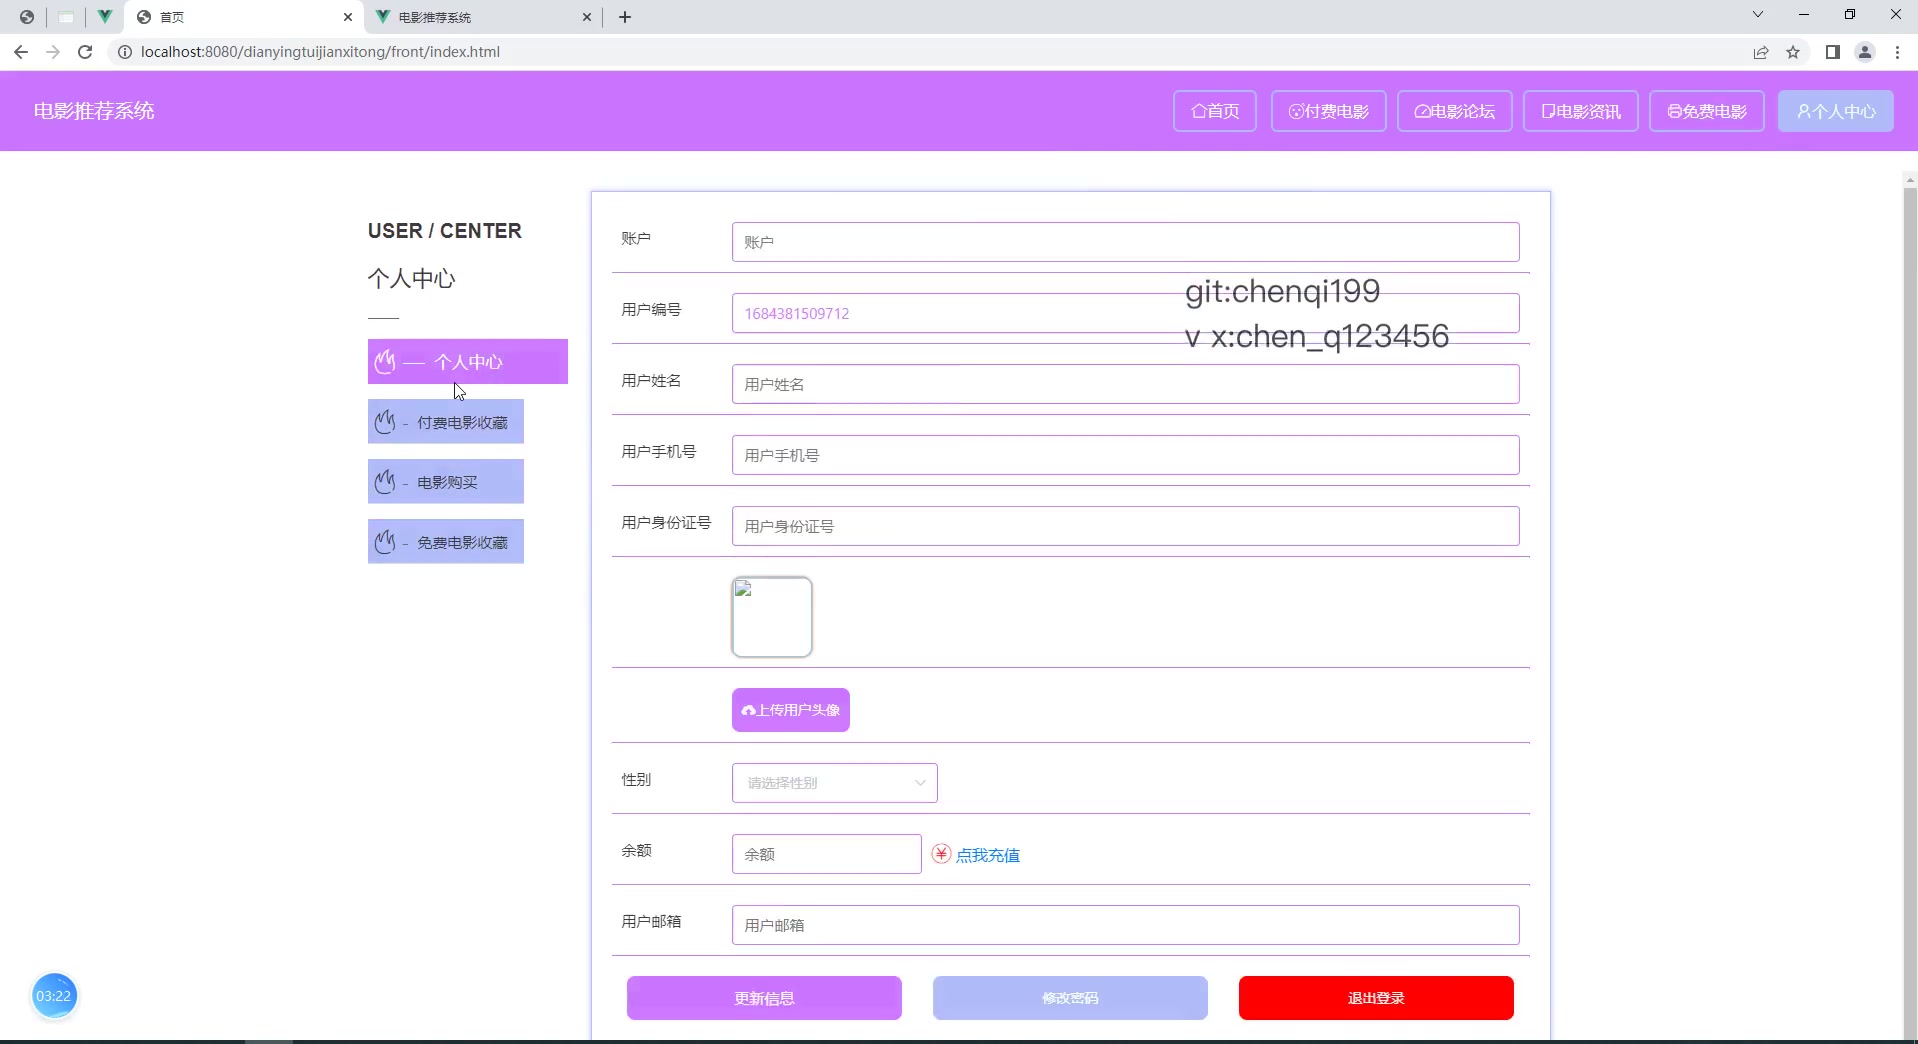 首页
电影推荐系统
localhost:8080/dianyingtuijianxitong/front/index.html
电影推荐系统
首页
付费电影
电影论坛
电影资讯
免费电影
个人中心
USER / CENTER
个人中心
个人中心
- 付费电影收藏
- 电影购买
- 免费电影收藏
账户
账户
git:chenqi199
用户编号
1684381509712
v x:chen_q123456
用户姓名
用户姓名
用户手机号
用户手机号
用户身份证号
用户身份证号
上传用户头像
性别
请选择性别
余额
余额
点我充值
用户邮箱
用户邮箱
更新信息
修改密码
退出登录
03:22